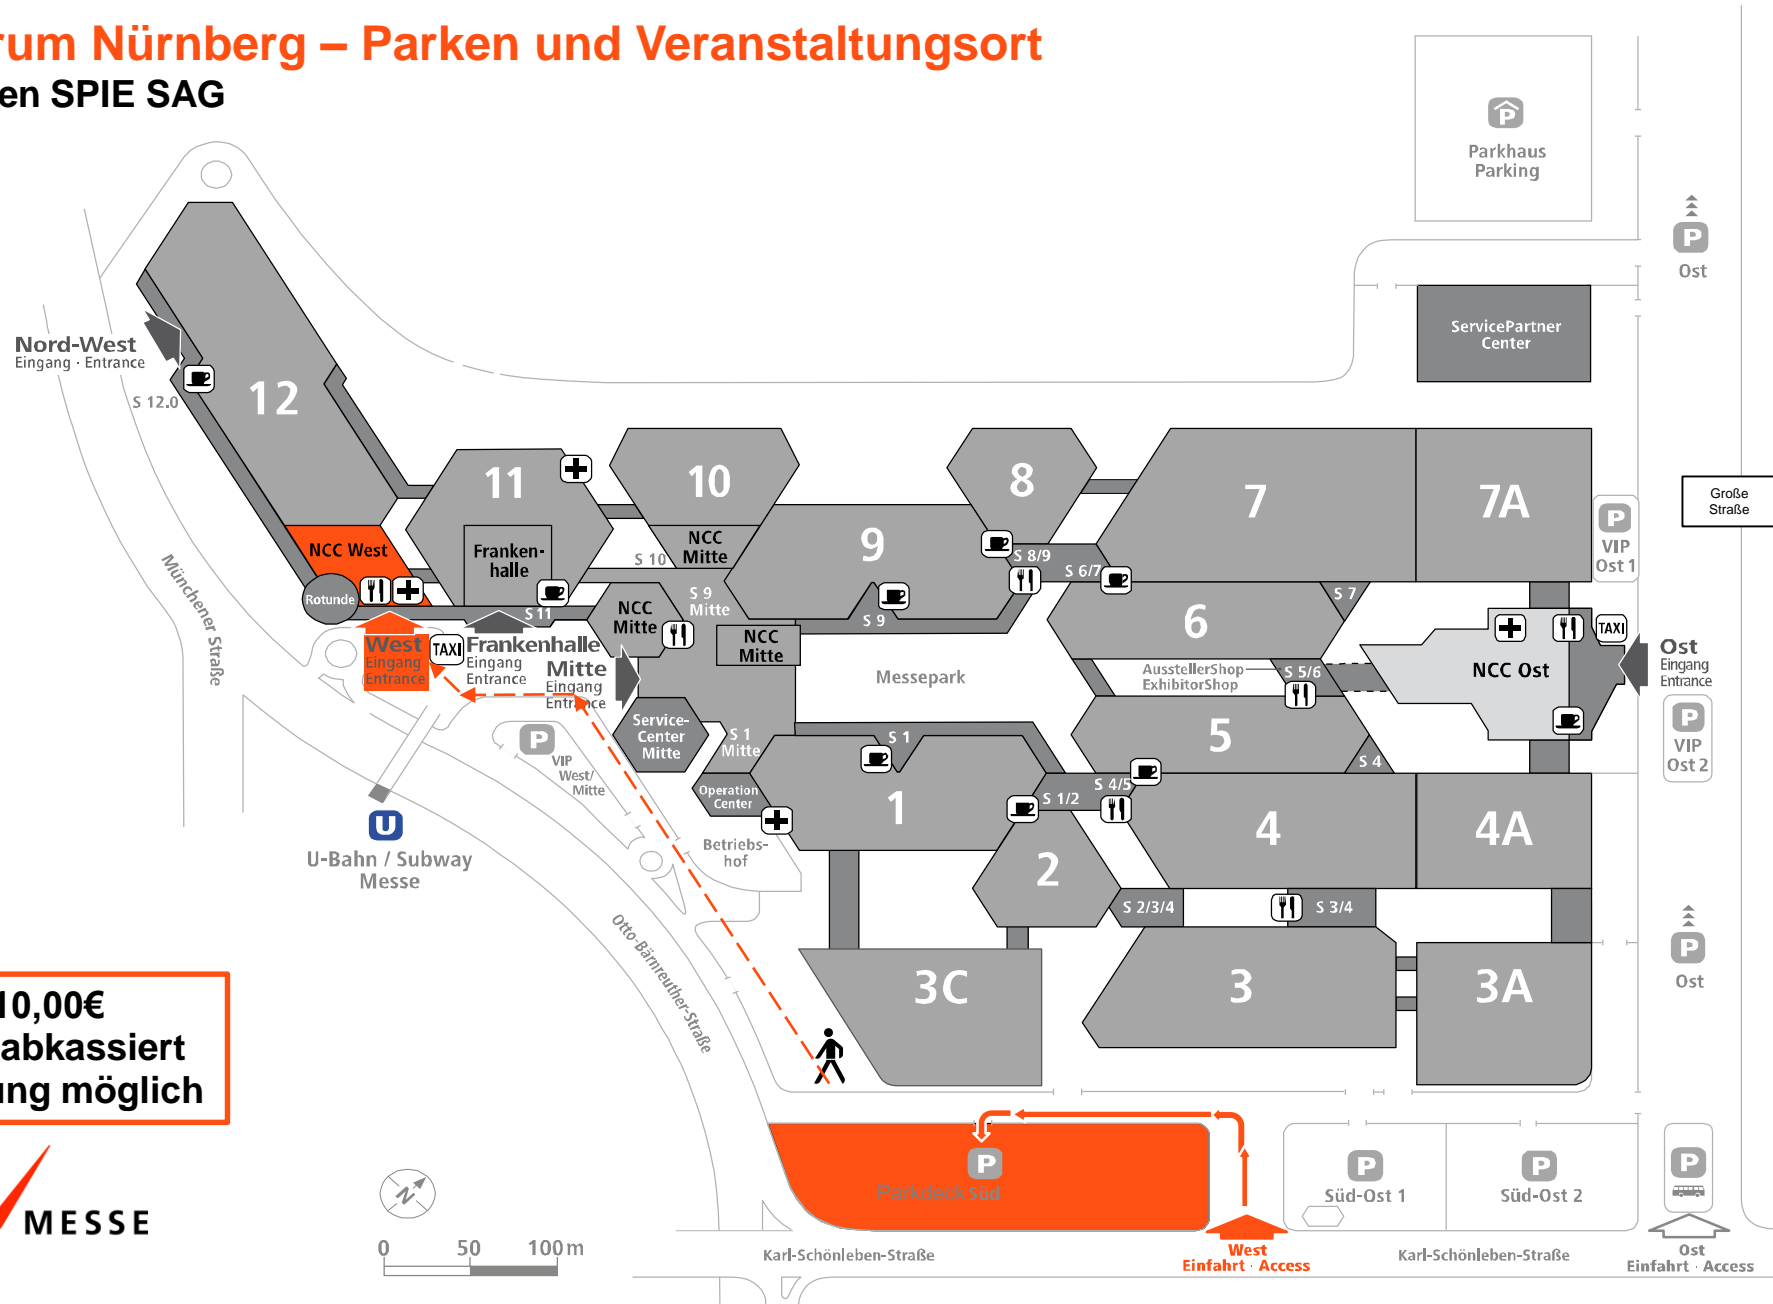 rum Nürnberg – Parken und Veranstaltungsort
en SPIE SAG
P
Parkhaus
Parking
P
Ost
ServicePartner
Center
Nord-West
Eingang · Entrance
S 12.0
12
11
10
8
7
7A
Große
Straße
P
VIP
Ost 1
NCC West
Franken-
halle
NCC
Mitte
S 10
9
S 8/9
S 6/7
Rotunde
S 11
NCC
Mitte
S 9
Mitte
S 9
NCC
Mitte
6
S 7
TAXI
NCC Ost
Ost
Eingang
Entrance
West
Eingang
Entrance
TAXI
Frankenhalle
Eingang
Entrance
Mitte
Eingang
Entrance
Messepark
AusstellerShop
ExhibitorShop
S 5/6
Münchener Straße
Service-
Center
Mitte
S 1
Mitte
S 1
5
S 4
P
VIP
Ost 2
P
VIP
West/
Mitte
Operation
Center
1
S 1/2
S 4/5
4
4A
U
U-Bahn / Subway
Messe
Betriebs-
hof
2
S 2/3/4
S 3/4
P
Ost
Otto-Bärnreuther-Straße
3C
3
3A
10,00€
abkassiert
ung möglich
P
Parkdeck Süd
P
Süd-Ost 1
P
Süd-Ost 2
P
MESSE
N
0 50 100 m
Karl-Schönleben-Straße
West
Einfahrt · Access
Karl-Schönleben-Straße
Ost
Einfahrt · Access